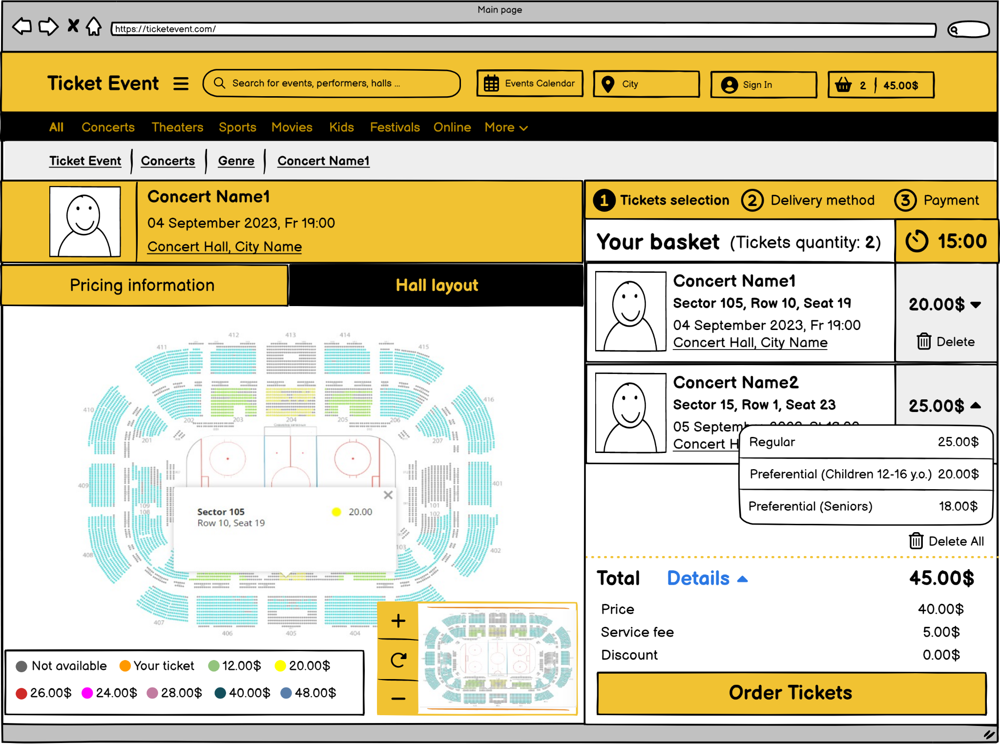 Main page
https://ticketevent.com/
Ticket Event
Search for events, performers, halls ...
Events Calendar
City
Sign In
2
45.00$
All Concerts Theaters Sports Movies Kids Festivals Online More
Ticket Event
Concerts
Genre
Concert Name1
Concert Name1
04 September 2023, Fr 19:00
Concert Hall, City Name
Pricing information
Hall layout
412
413
414
411
415
410
416
202
203
204
205
206
201
207
409
401
109
108
101
102
103
408
402
Sector 105
20.00
Row 10, Seat 19
407
406
405
404
Not available
Your ticket
12.00$
20.00$
26.00$
24.00$
28.00$
40.00$
48.00$
1 Tickets selection
2 Delivery method
3 Payment
Your basket (Tickets quantity: 2)
15:00
Concert Name1
Sector 105, Row 10, Seat 19
04 September 2023, Fr 19:00
Concert Hall, City Name
20.00$
Delete
Concert Name2
Sector 15, Row 1, Seat 23
05
Concert
25.00$
Regular 25.00$
Preferential (Children 12-16 y.o.) 20.00$
Preferential (Seniors) 18.00$
Delete All
Total Details 45.00$
Price 40.00$
Service fee 5.00$
Discount 0.00$
Order Tickets